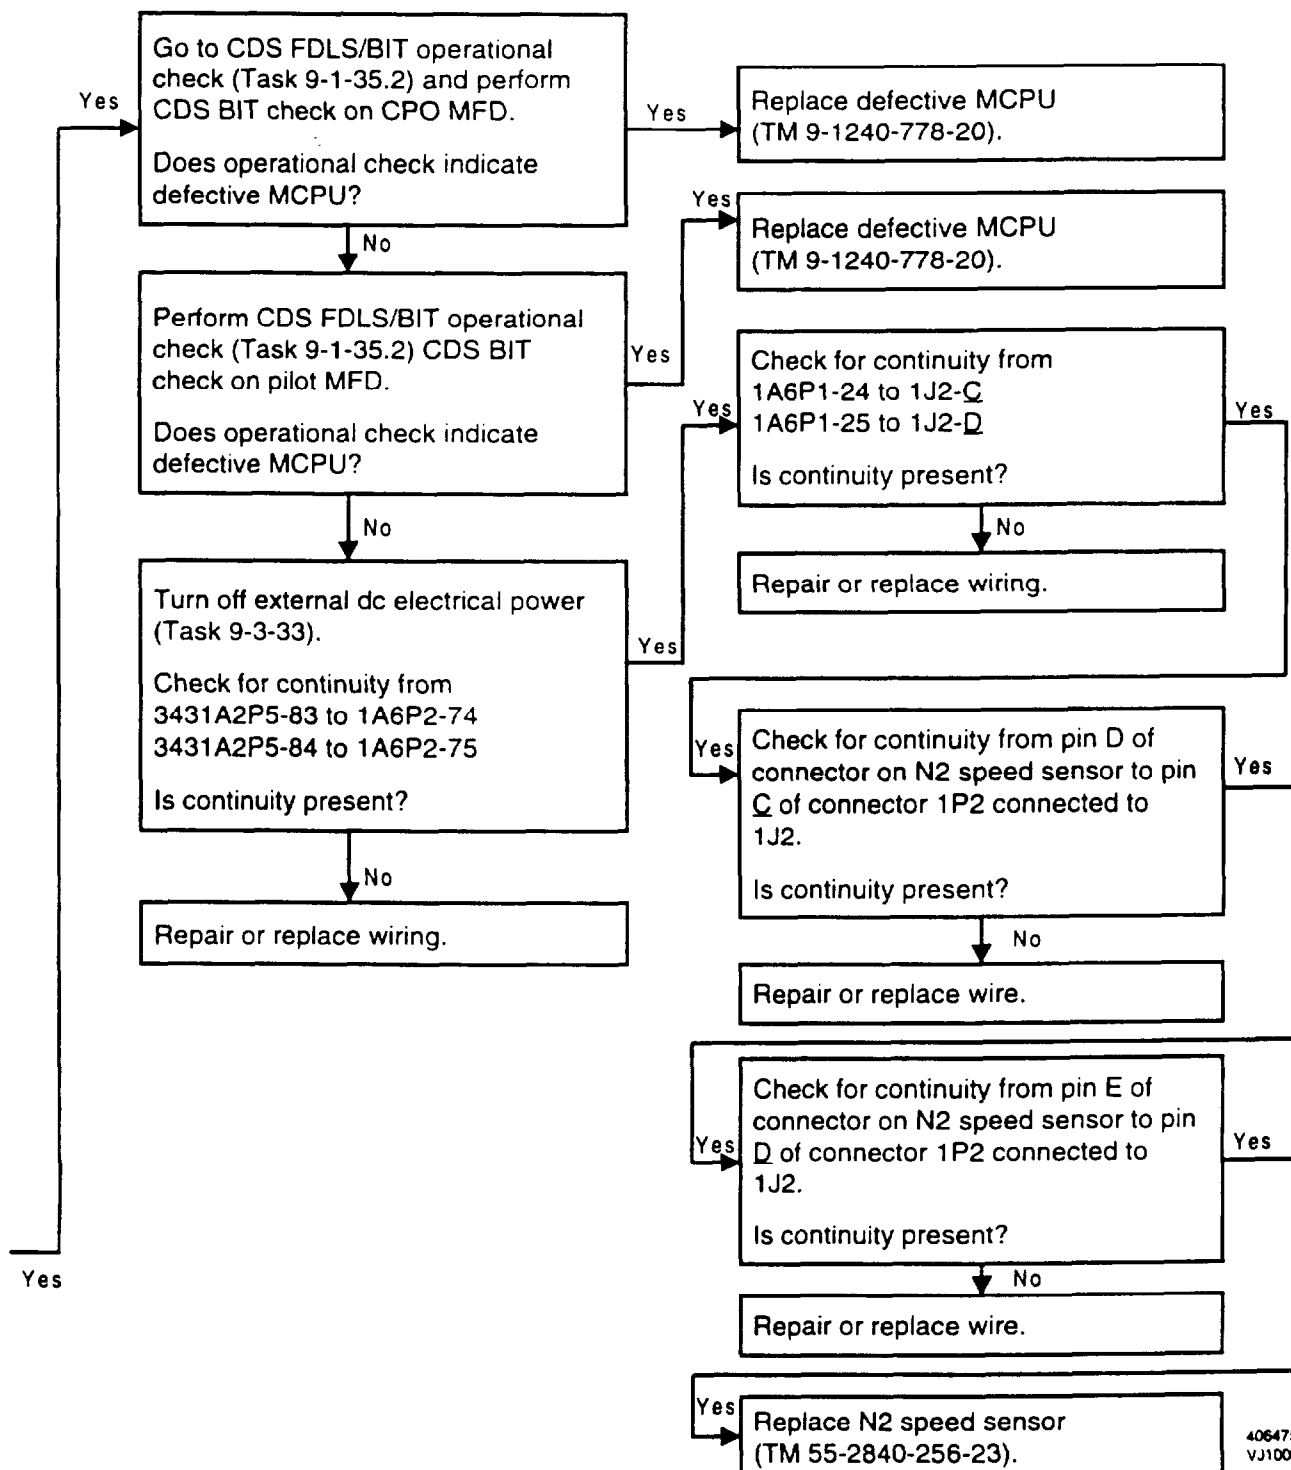 Yes
Go to CDS FDLS/BIT operational
check (Task 9-1-35.2) and perform
CDS BIT check on CPO MFD.
Does operational check indicate
defective MCPU?
Yes
Replace defective MCPU
(TM 9-1240-778-20).
No
Perform CDS FDLS/BIT operational
check (Task 9-1-35.2) CDS BIT
check on pilot MFD.
Does operational check indicate
defective MCPU?
Yes
Yes
Replace defective MCPU
(TM 9-1240-778-20).
No
Turn off external dc electrical power
(Task 9-3-33).
Check for continuity from
3431A2P5-83 to 1A6P2-74
3431A2P5-84 to 1A6P2-75
Is continuity present?
Yes
No
Repair or replace wiring.
Yes
Check for continuity from
1A6P1-24 to 1J2-C
1A6P1-25 to 1J2-D
Is continuity present?
Yes
No
Repair or replace wiring.
Yes
Check for continuity from pin D of
connector on N2 speed sensor to pin
C of connector 1P2 connected to
1J2.
Is continuity present?
Yes
No
Repair or replace wire.
Yes
Check for continuity from pin E of
connector on N2 speed sensor to pin
D of connector 1P2 connected to
1J2.
Is continuity present?
Yes
No
Repair or replace wire.
Yes
Replace N2 speed sensor
(TM 55-2840-256-23).
Yes